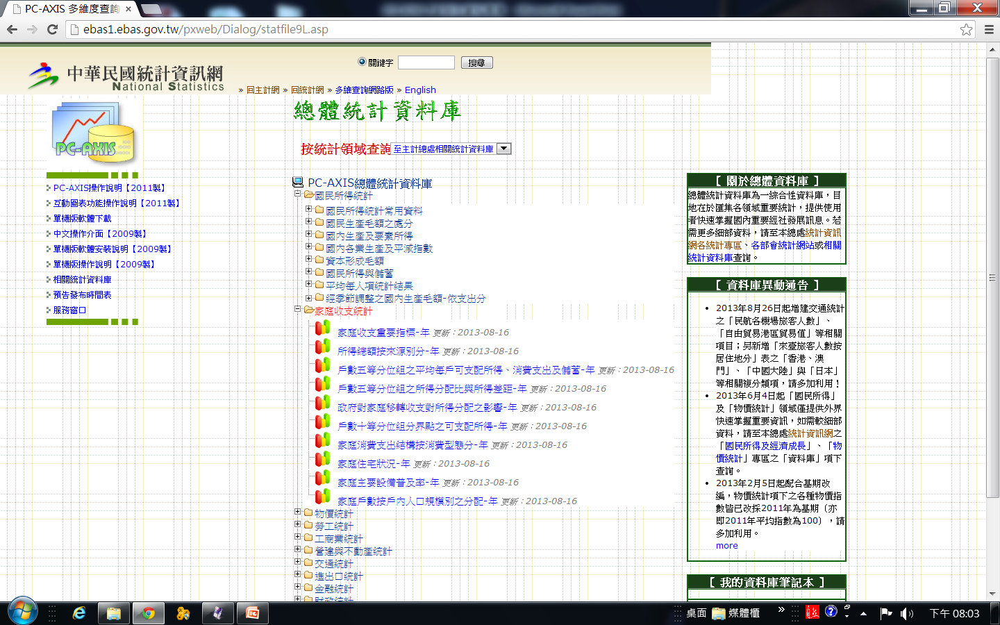 PC-AXIS 多維度查詢
ebas1.ebas.gov.tw/pxweb/Dialog/statfile9L.asp
中華民國統計資訊網
National Statistics
關鍵字
搜尋
» 回主計網 » 回統計網 » 多維查詢網路版 » English
PC-AXIS
總體統計資料庫
按統計領域查詢
至主計總處相關統計資料庫
PC-AXIS操作說明【2011製】
互動圖表功能操作說明【2011製】
單機版軟體下載
中文操作介面【2009製】
單機版軟體安裝說明【2009製】
單機版操作說明【2009製】
相關統計資料庫
預告發布時間表
服務窗口
PC-AXIS總體統計資料庫
國民所得統計
國民所得統計常用資料
國民生產毛額之處分
國內生產及要素所得
國內各業生產及平減指數
資本形成毛額
國民所得與儲蓄
平均每人項統計結果
經季節調整之國內生產毛額-依支出分
家庭收支統計
家庭收支重要指標-年 更新：2013-08-16
所得總額按來源別分-年 更新：2013-08-16
戶數五等分位組之平均每戶可支配所得、消費支出及儲蓄-年 更新：2013-08-16
戶數五等分位組之所得分配比與所得差距-年 更新：2013-08-16
政府對家庭移轉收支對所得分配之影響-年 更新：2013-08-16
戶數十等分位組分界點之可支配所得-年 更新：2013-08-16
家庭消費支出結構按消費型態分-年 更新：2013-08-16
家庭住宅狀況-年 更新：2013-08-16
家庭主要設備普及率-年 更新：2013-08-16
家庭戶數按戶內人口規模別之分配-年 更新：2013-08-16
物價統計
勞工統計
工商業統計
營建與不動產統計
交通統計
進出口統計
金融統計
財政統計
【 關於總體資料庫 】
總體統計資料庫為一綜合性資料庫，目
地在於匯集各領域重要統計，提供使用
者快速掌握國內重要經社發展訊息。若
需更多細部資料，請至本總處統計資訊
網各統計專區、各部會統計網站或相關
統計資料庫查詢。
【 資料庫異動通告 】
2013年8月26日起增建交通統計
之「民航各機場旅客人數」、
「自由貿易港區貿易值」等相關
項目；另新增「來臺旅客人數按
居住地分」表之「香港、澳
門」、「中國大陸」與「日本」
等相關複分類項，請多加利用！
2013年6月4日起「國民所得」
及「物價統計」領域僅提供外界
快速掌握重要資訊，如需較細部
資料，請至本總處統計資訊網之
「國民所得及經濟成長」、「物
價統計」專區之「資料庫」項下
查詢。
2013年2月5日起配合基期改
編，物價統計項下之各種物價指
數皆已改採2011年為基期（亦
即2011年平均指數為100），請
多加利用。
more
【 我的資料庫筆記本 】
桌面 媒體櫃 »
下午 08:03